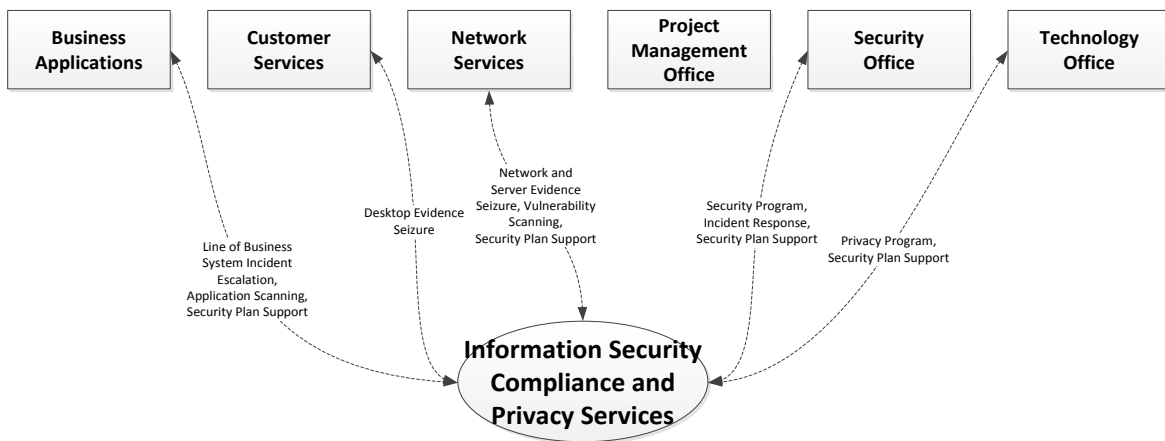 Business
Applications
Customer
Services
Network
Services
Project
Management
Office
Security
Office
Technology
Office
Line of Business
System Incident
Escalation,
Application Scanning,
Security Plan Support
Desktop Evidence
Seizure
Network and
Server Evidence
Seizure, Vulnerability
Scanning,
Security Plan Support
Security Program,
Incident Response,
Security Plan Support
Privacy Program,
Security Plan Support
Information Security
Compliance and
Privacy Services